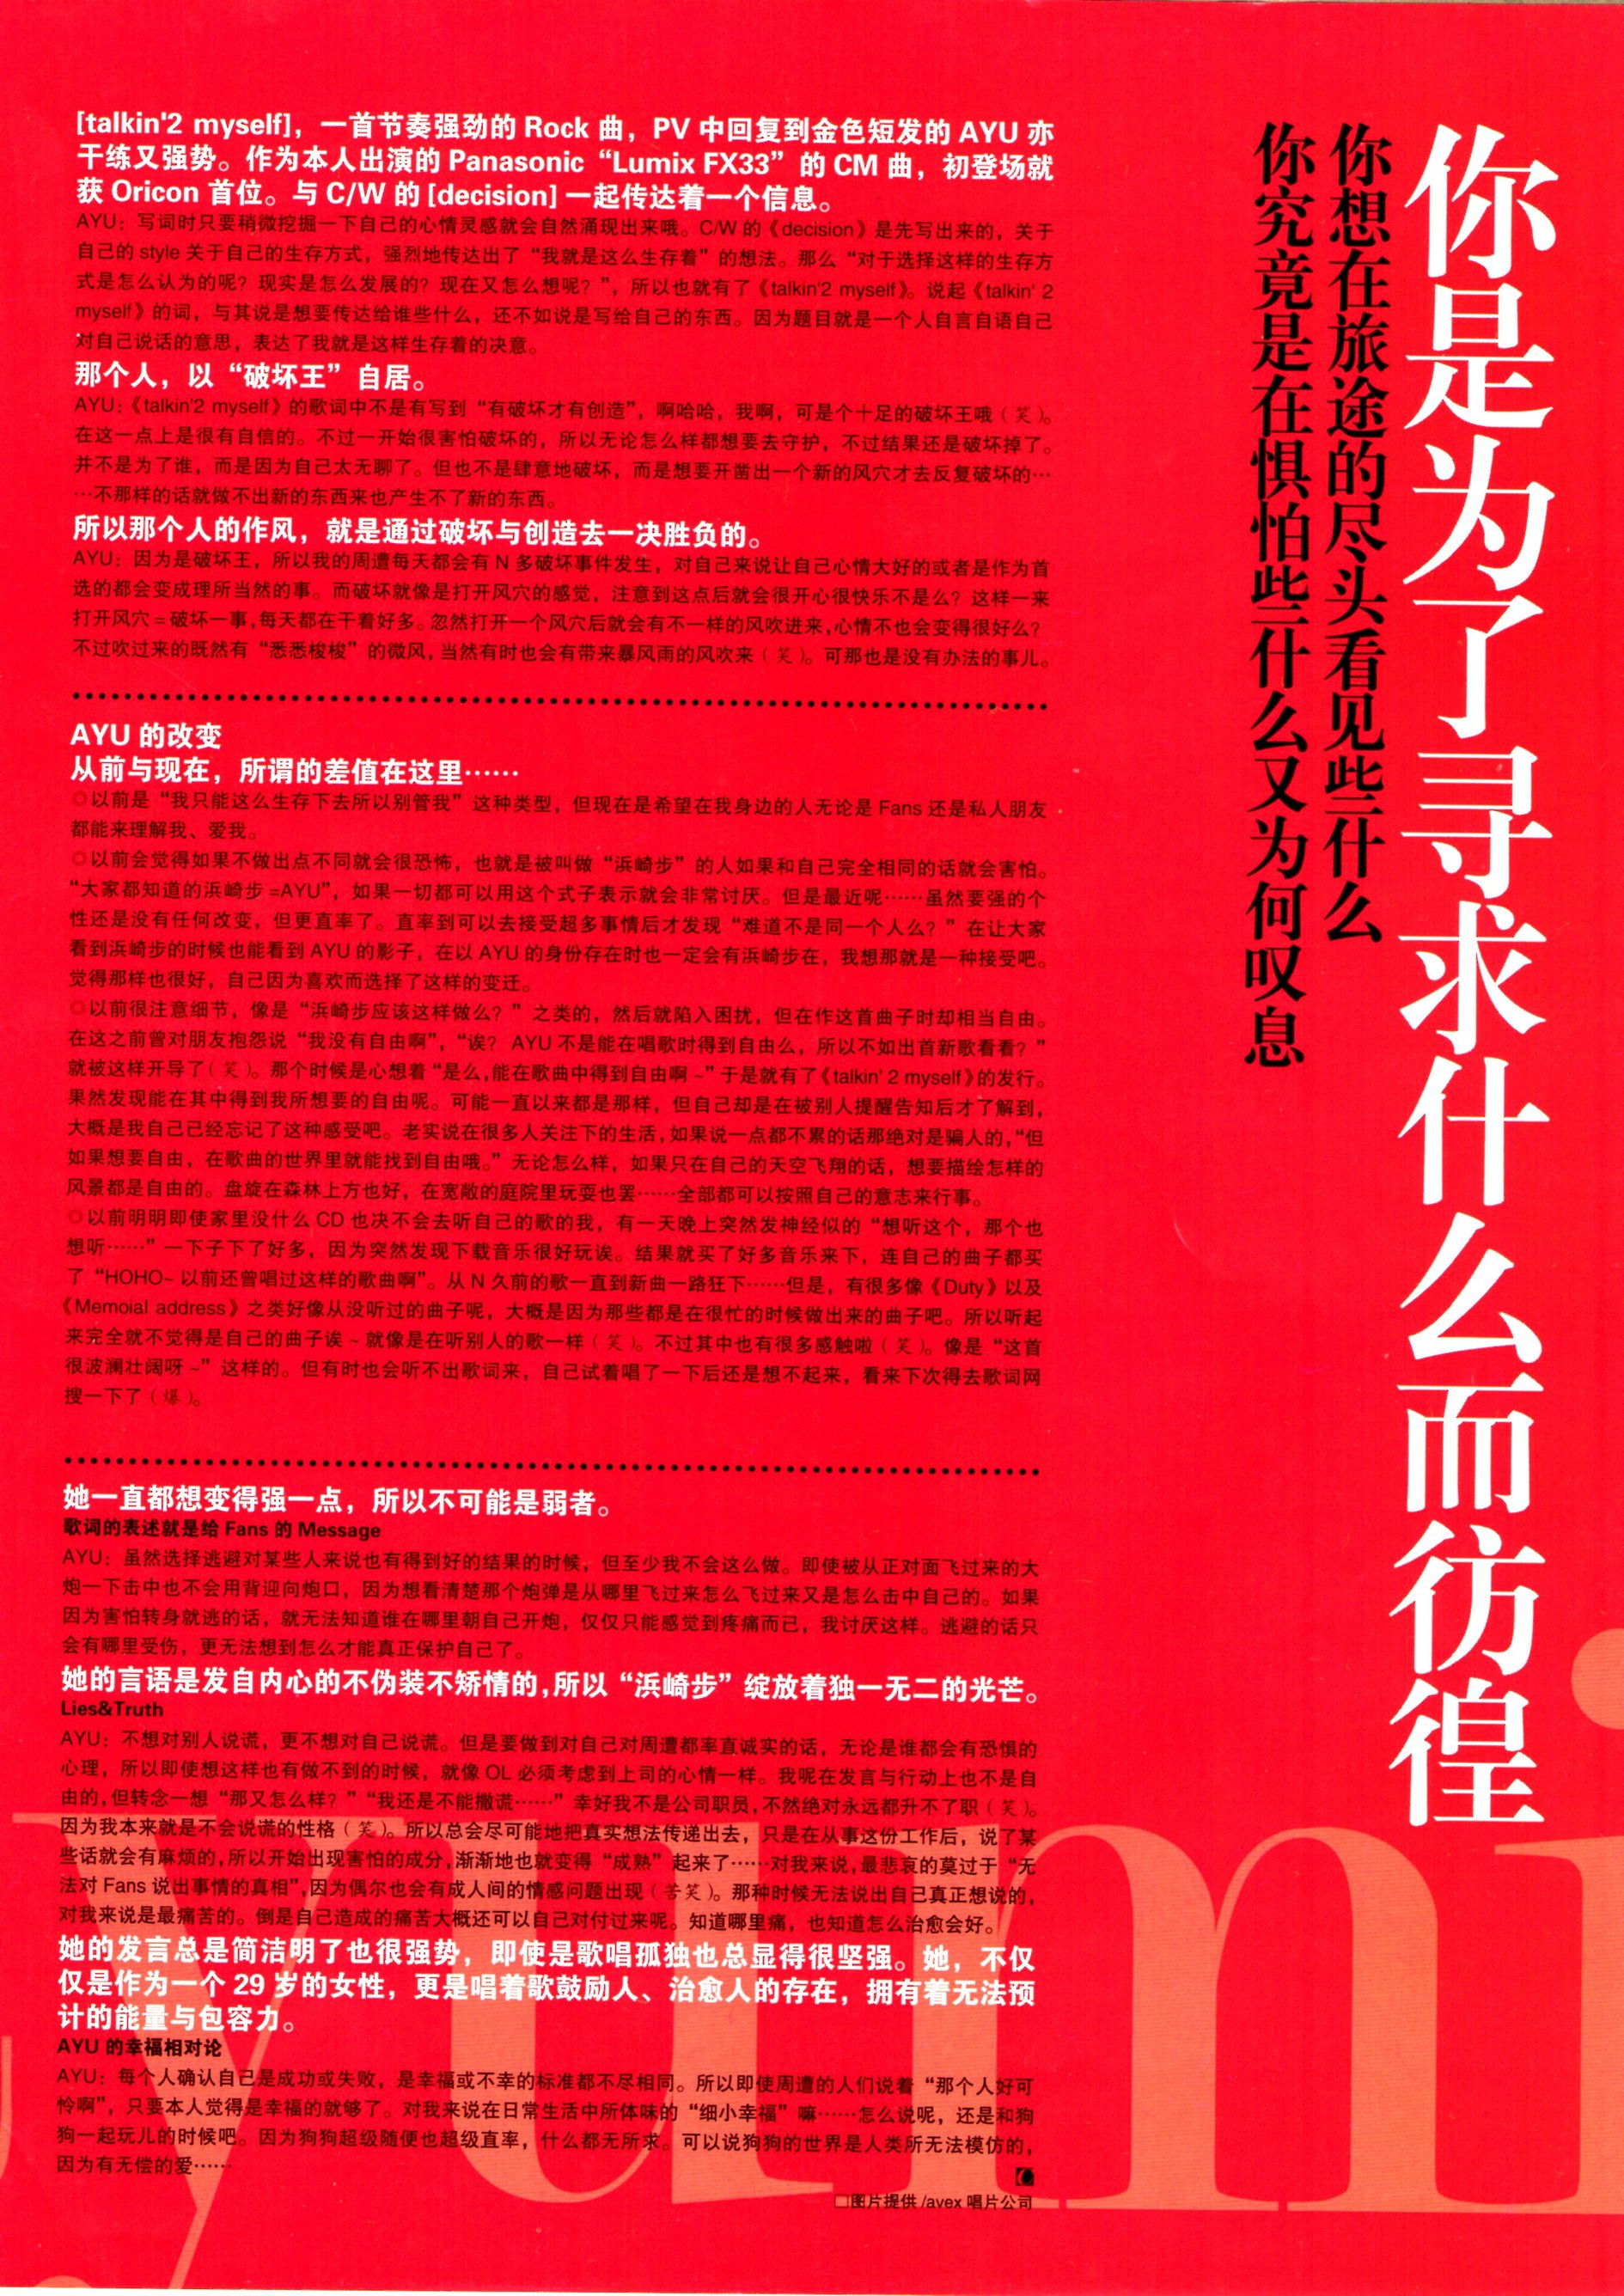 你是为了寻求什么而彷徨
你想在旅途的尽头看见些什么
你究竟是在惧怕些什么又为何叹息
[talkin'2 myself]，一首节奏强劲的 Rock 曲，PV 中回复到金色短发的 AYU 亦
干练又强势。作为本人出演的 Panasonic “Lumix FX33” 的 CM 曲，初登场就
获 Oricon 首位。与 C/W 的 [decision] 一起传达着一个信息。
AYU：写词时只要稍微挖掘一下自己的心情灵感就会自然涌现出来哦。C/W 的《decision》是先写出来的，关于
自己的 style 关于自己的生存方式，强烈地传达出了“我就是这么生存着”的想法。那么“对于选择这样的生存方
式是怎么认为的呢？现实是怎么发展的？现在又怎么想呢？”，所以也就有了《talkin'2 myself》。说起《talkin' 2
myself》的词，与其说是想要传达给谁些什么，还不如说是写给自己的东西。因为题目就是一个人自言自语自己
对自己说话的意思，表达了我就是这样生存着的决意。
那个人，以“破坏王”自居。
AYU：《talkin'2 myself》的歌词中不是有写到“有破坏才有创造”，啊哈哈，我啊，可是个十足的破坏王哦（笑）。
在这一点上是很有自信的。不过一开始很害怕破坏的，所以无论怎么样都想要去守护，不过结果还是破坏掉了。
并不是为了谁，而是因为自己太无聊了。但也不是肆意地破坏，而是想要开凿出一个新的风穴才去反复破坏的…
…不那样的话就做不出新的东西来也产生不了新的东西。
所以那个人的作风，就是通过破坏与创造去一决胜负的。
AYU：因为是破坏王，所以我的周遭每天都会有 N 多破坏事件发生，对自己来说让自己心情大好的或者是作为首
选的都会变成理所当然的事。而破坏就像是打开风穴的感觉，注意到这点后就会很开心很快乐不是么？这样一来
打开风穴＝破坏一事，每天都在干着好多。忽然打开一个风穴后就会有不一样的风吹进来，心情不也会变得很好么？
不过吹过来的既然有“悉悉梭梭”的微风，当然有时也会有带来暴风雨的风吹来（笑）。可那也是没有办法的事儿。
AYU 的改变
从前与现在，所谓的差值在这里……
◎以前是“我只能这么生存下去所以别管我”这种类型，但现在是希望在我身边的人无论是 Fans 还是私人朋友
都能来理解我、爱我。
◎以前会觉得如果不做出点不同就会很恐怖，也就是被叫做“浜崎步”的人如果和自己完全相同的话就会害怕。
“大家都知道的浜崎步 =AYU”，如果一切都可以用这个式子表示就会非常讨厌。但是最近呢……虽然要强的个
性还是没有任何改变，但更直率了。直率到可以去接受超多事情后才发现“难道不是同一个人么？”在让大家
看到浜崎步的时候也能看到 AYU 的影子，在以 AYU 的身份存在时也一定会有浜崎步在，我想那就是一种接受吧。
觉得那样也很好，自己因为喜欢而选择了这样的变迁。
◎以前很注意细节，像是“浜崎步应该这样做么？”之类的，然后就陷入困扰，但在作这首曲子时却相当自由。
在这之前曾对朋友抱怨说“我没有自由啊”，“诶？ AYU 不是能在唱歌时得到自由么，所以不如出首新歌看看？”
就被这样开导了（笑）。那个时候是心想着“是么，能在歌曲中得到自由啊 ~”于是就有了《talkin' 2 myself》的发行。
果然发现能在其中得到我所想要的自由呢。可能一直以来都是那样，但自己却是在被别人提醒告知后才了解到，
大概是我自己已经忘记了这种感受吧。老实说在很多人关注下的生活，如果说一点都不累的话那绝对是骗人的，“但
如果想要自由，在歌曲的世界里就能找到自由哦。”无论怎么样，如果只在自己的天空飞翔的话，想要描绘怎样的
风景都是自由的。盘旋在森林上方也好，在宽敞的庭院里玩耍也罢……全部都可以按照自己的意志来行事。
◎以前明明即使家里没什么 CD 也决不会去听自己的歌的我，有一天晚上突然发神经似的“想听这个，那个也
想听……”一下子下了好多，因为突然发现下载音乐很好玩诶。结果就买了好多音乐来下，连自己的曲子都买
了“HOHO~ 以前还曾唱过这样的歌曲啊”。从 N 久前的歌一直到新曲一路狂下……但是，有很多像《Duty》以及
《Memoial address》之类好像从没听过的曲子呢，大概是因为那些都是在很忙的时候做出来的曲子吧。所以听起
来完全就不觉得是自己的曲子诶 ~ 就像是在听别人的歌一样（笑）。不过其中也有很多感触啦（笑）。像是“这首
很波澜壮阔呀 ~”这样的。但有时也会听不出歌词来，自己试着唱了一下后还是想不起来，看来下次得去歌词网
搜一下了（爆）。
她一直都想变得强一点，所以不可能是弱者。
歌词的表述就是给 Fans 的 Message
AYU：虽然选择逃避对某些人来说也有得到好的结果的时候，但至少我不会这么做。即使被从正对面飞过来的大
炮一下击中也不会用背迎向炮口，因为想看清楚那个炮弹是从哪里飞过来怎么飞过来又是怎么击中自己的。如果
因为害怕转身就逃的话，就无法知道谁在哪里朝自己开炮，仅仅只能感觉到疼痛而已，我讨厌这样。逃避的话只
会有哪里受伤，更无法想到怎么才能真正保护自己了。
她的言语是发自内心的不伪装不矫情的，所以“浜崎步”绽放着独一无二的光芒。
Lies&Truth
AYU：不想对别人说谎，更不想对自己说谎。但是要做到对自己对周遭都率直诚实的话，无论是谁都会有恐惧的
心理，所以即使想这样也有做不到的时候，就像 OL 必须考虑到上司的心情一样。我呢在发言与行动上也不是自
由的，但转念一想“那又怎么样？”“我还是不能撒谎……”幸好我不是公司职员，不然绝对永远都升不了职（笑）。
因为我本来就是不会说谎的性格（笑）。所以总会尽可能地把真实想法传递出去，只是在从事这份工作后，说了某
些话就会有麻烦的，所以开始出现害怕的成分，渐渐地也就变得“成熟”起来了……对我来说，最悲哀的莫过于“无
法对 Fans 说出事情的真相”，因为偶尔也会有成人间的情感问题出现（苦笑）。那种时候无法说出自己真正想说的，
对我来说是最痛苦的。倒是自己造成的痛苦大概还可以自己对付过来呢。知道哪里痛，也知道怎么治愈会好。
她的发言总是简洁明了也很强势，即使是歌唱孤独也总显得很坚强。她，不仅
仅是作为一个 29 岁的女性，更是唱着歌鼓励人、治愈人的存在，拥有着无法预
计的能量与包容力。
AYU 的幸福相对论
AYU：每个人确认自己是成功或失败，是幸福或不幸的标准都不尽相同。所以即使周遭的人们说着“那个人好可
怜啊”，只要本人觉得是幸福的就够了。对我来说在日常生活中所体味的“细小幸福”嘛……怎么说呢，还是和狗
狗一起玩儿的时候吧。因为狗狗超级随便也超级直率，什么都无所求。可以说狗狗的世界是人类所无法模仿的，
因为有无偿的爱……
□图片提供 /avex 唱片公司
yumi